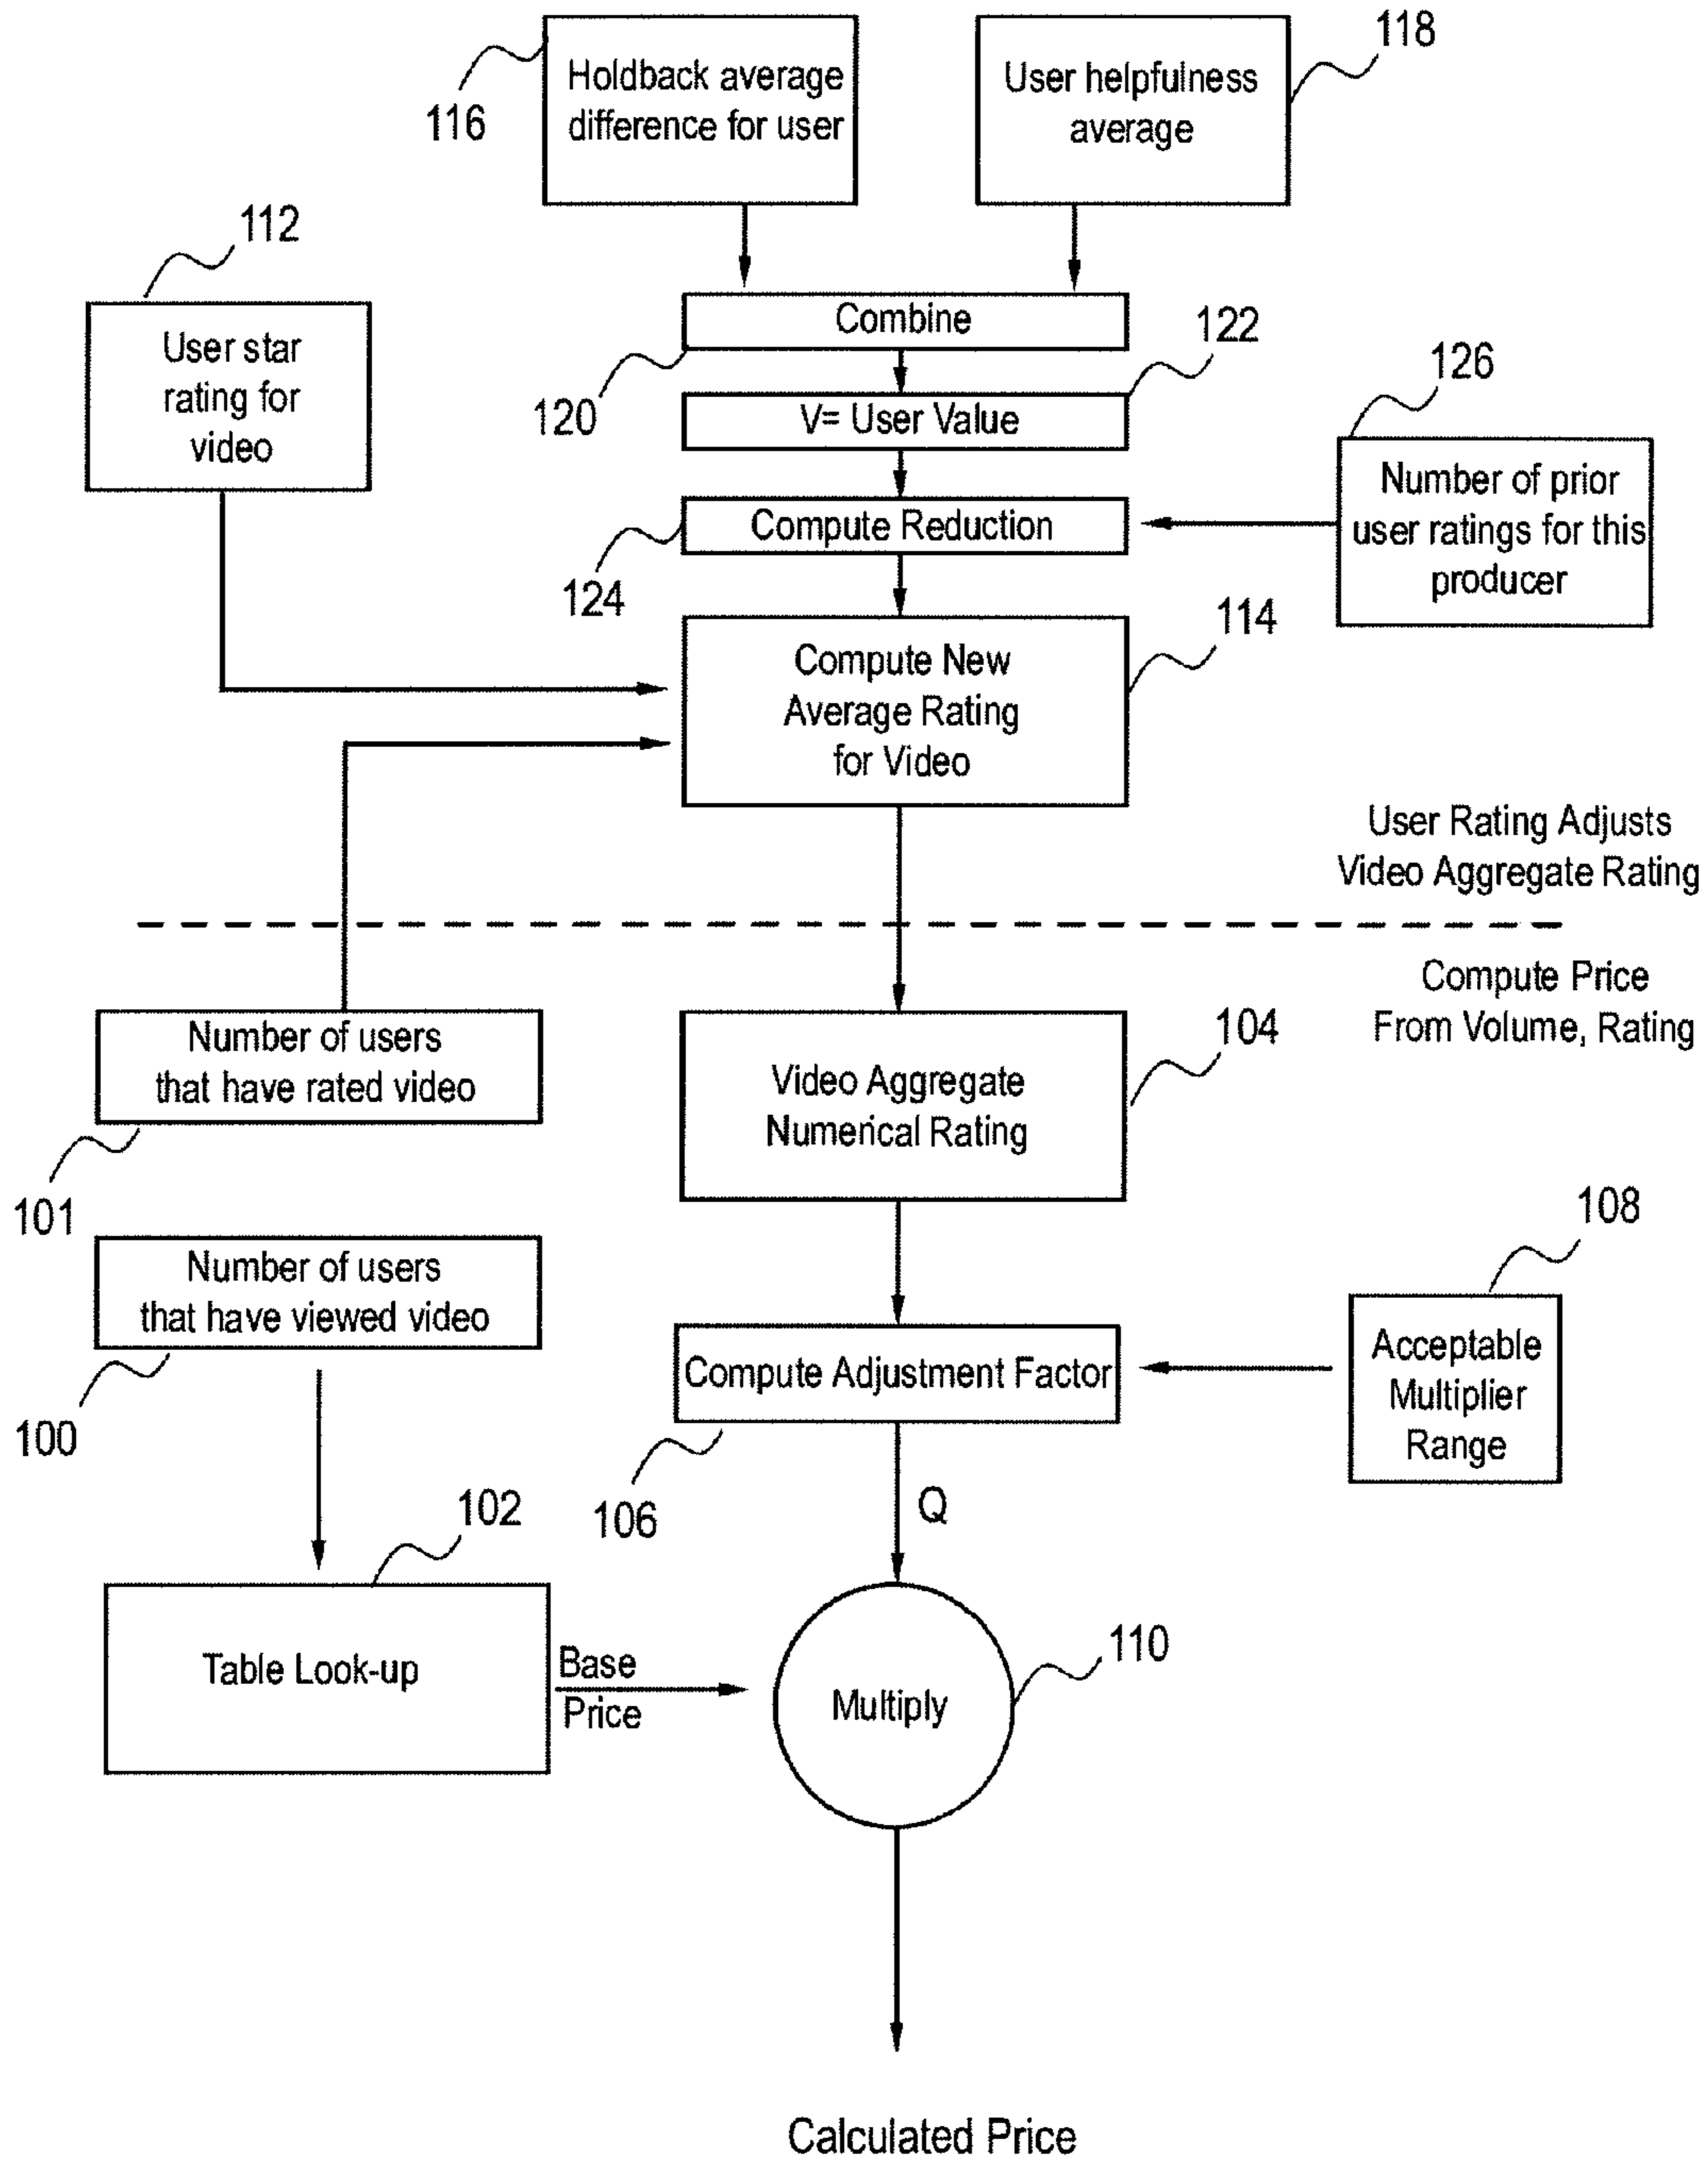 118
Holdback average
difference for user
User helpfulness
average
116
112
Combine
122
User star
rating for
video
120
V= User Value
126
Number of prior
user ratings for this
producer
Compute Reduction
124
114
Compute New
Average Rating
for Video
User Rating Adjusts
Video Aggregate Rating
Compute Price
From Volume, Rating
Number of users
that have rated video
104
Video Aggregate
Numerical Rating
101
108
Number of users
that have viewed video
Compute Adjustment Factor
Acceptable
Multiplier
Range
100
102
106
Q
110
Table Look-up
Base
Price
Multiply
Calculated Price